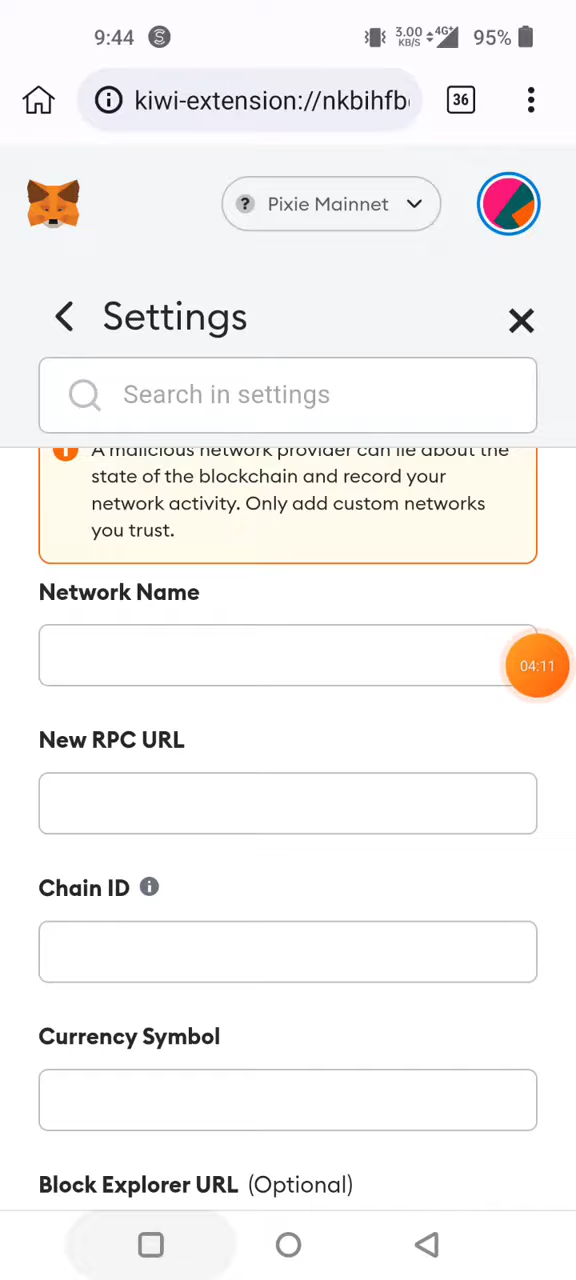 9:44
3.00
KB/S
4G+
95%
kiwi-extension://nkbihfb
36
Pixie Mainnet
Settings
Search in settings
A malicious network provider can lie about the
state of the blockchain and record your
network activity. Only add custom networks
you trust.
Network Name
04:11
New RPC URL
Chain ID
Currency Symbol
Block Explorer URL (Optional)